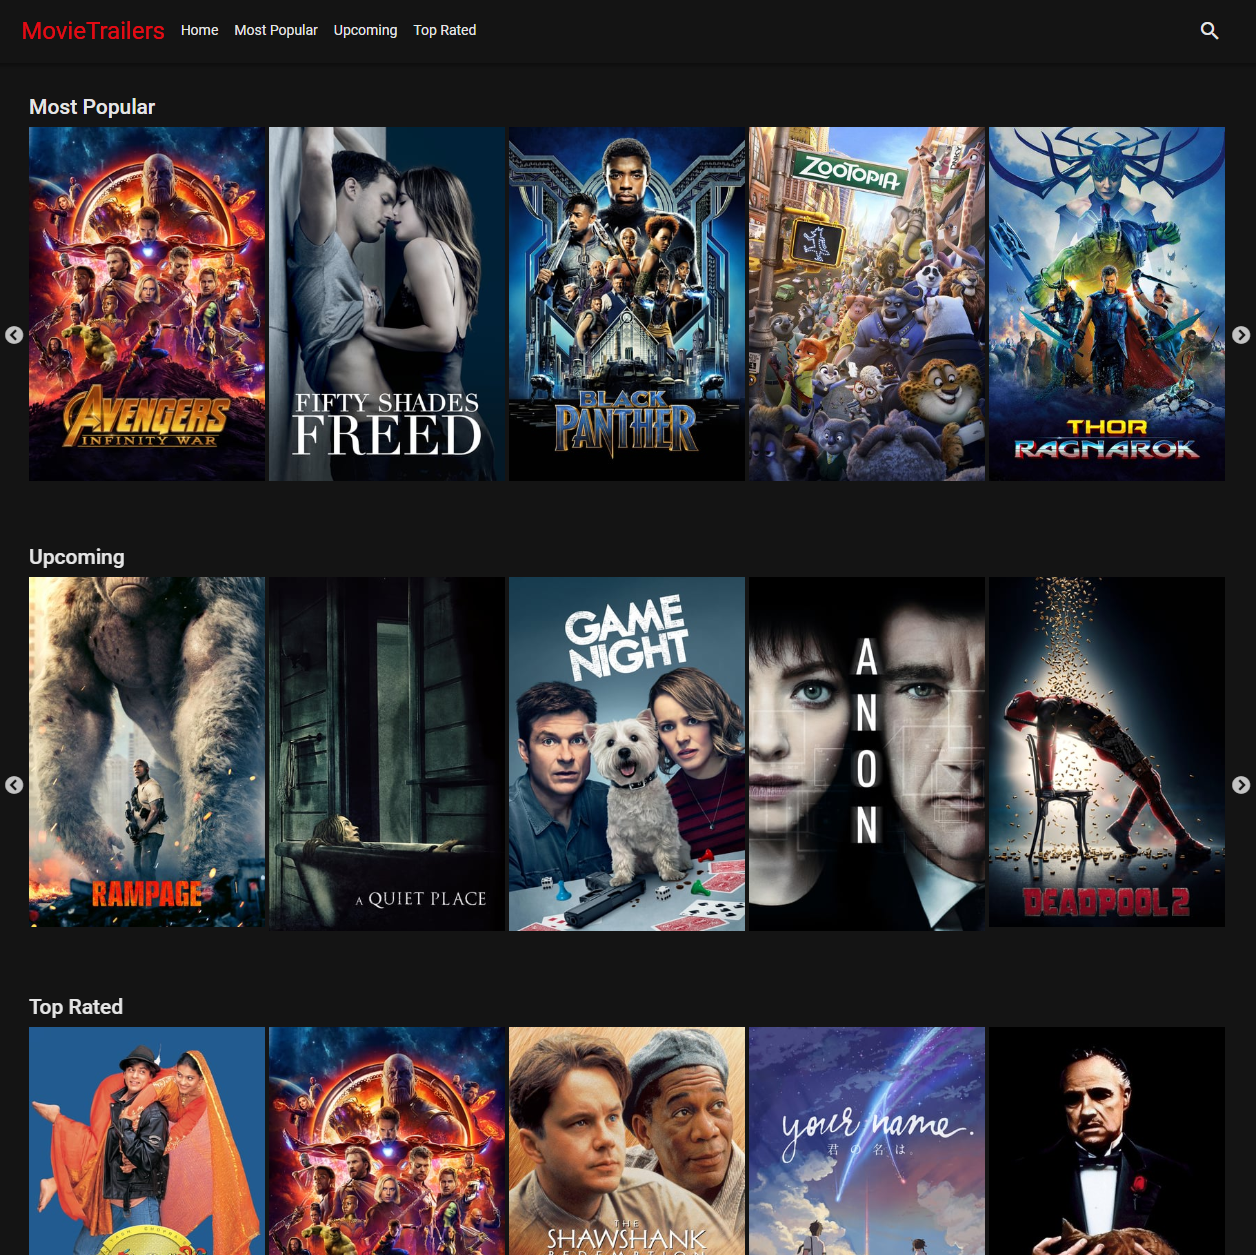 MovieTrailers Home Most Popular Upcoming Top Rated
Most Popular
AVENGERS
INFINITY WAR
FIFTY SHADES
FREED
BLACK
PANTHER
ZOOTOPIA
THOR
RAGNAROK
Upcoming
RAMPAGE
A QUIET PLACE
GAME
NIGHT
ANON
DEADPOOL 2
Top Rated
THE
SHAWSHANK
REDEMPTION
your name.
君の名は。